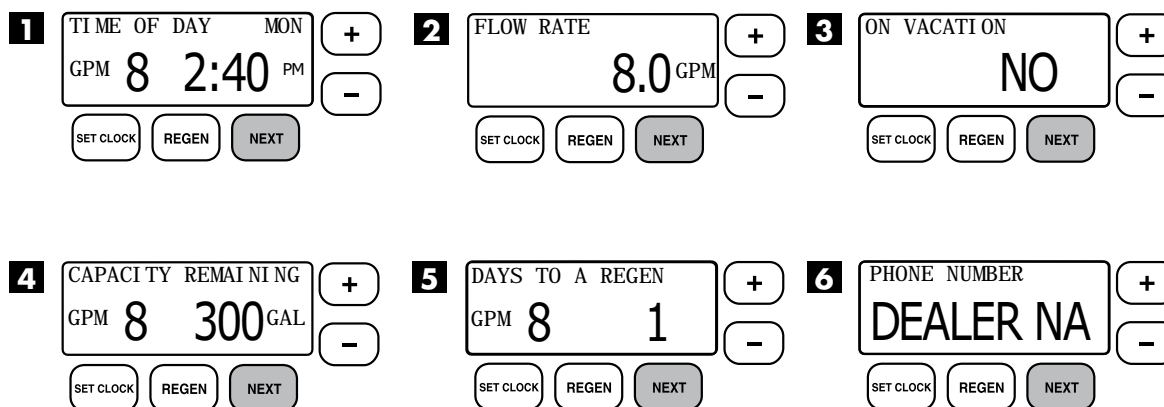 1
TIME OF DAY MON
GPM 8 2:40 PM
+
−
SET CLOCK REGEN NEXT
2
FLOW RATE
8.0 GPM
+
−
SET CLOCK REGEN NEXT
3
ON VACATION
NO
+
−
SET CLOCK REGEN NEXT
4
CAPACITY REMAINING
GPM 8 300 GAL
+
−
SET CLOCK REGEN NEXT
5
DAYS TO A REGEN
GPM 8 1
+
−
SET CLOCK REGEN NEXT
6
PHONE NUMBER
DEALER NA
+
−
SET CLOCK REGEN NEXT